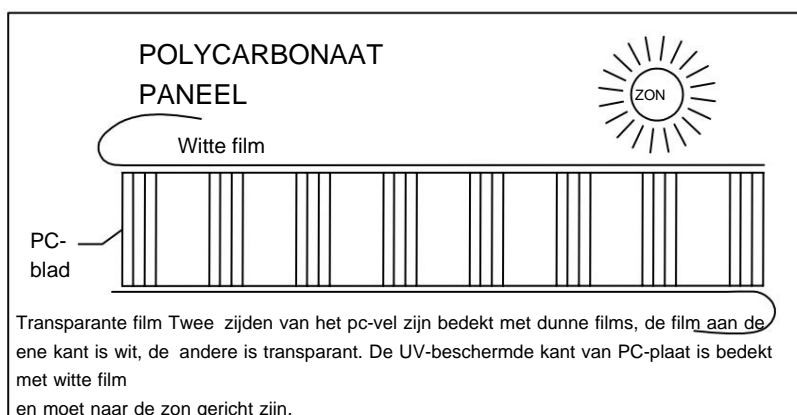 POLYCARBONAAT
PANEEL
ZON
Witte film
PC-
blad
Transparante film Twee zijden van het pc-vel zijn bedekt met dunne films, de film aan de
ene kant is wit, de andere is transparant. De UV-beschermde kant van PC-plaat is bedekt
met witte film
en moet naar de zon gericht zijn.